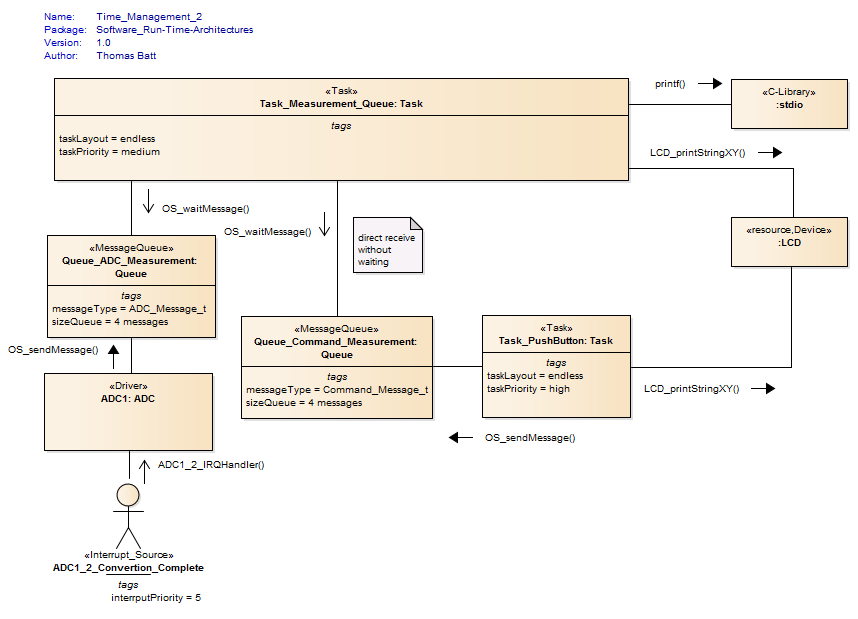 Name: Time_Management_2
Package: Software_Run-Time-Architectures
Version: 1.0
Author: Thomas Batt
«Task»
Task_Measurement_Queue: Task
tags
taskLayout = endless
taskPriority = medium
printf()
«C-Library»
:stdio
LCD_printStringXY()
OS_waitMessage()
OS_waitMessage()
direct receive
without
waiting
«resource,Device»
:LCD
«MessageQueue»
Queue_ADC_Measurement:
Queue
tags
messageType = ADC_Message_t
sizeQueue = 4 messages
«MessageQueue»
Queue_Command_Measurement:
Queue
tags
messageType = Command_Message_t
sizeQueue = 4 messages
«Task»
Task_PushButton: Task
tags
taskLayout = endless
taskPriority = high
OS_sendMessage()
«Driver»
ADC1: ADC
LCD_printStringXY()
OS_sendMessage()
ADC1_2_IRQHandler()
«Interrupt_Source»
ADC1_2_Convertion_Complete
tags
interrputPriority = 5